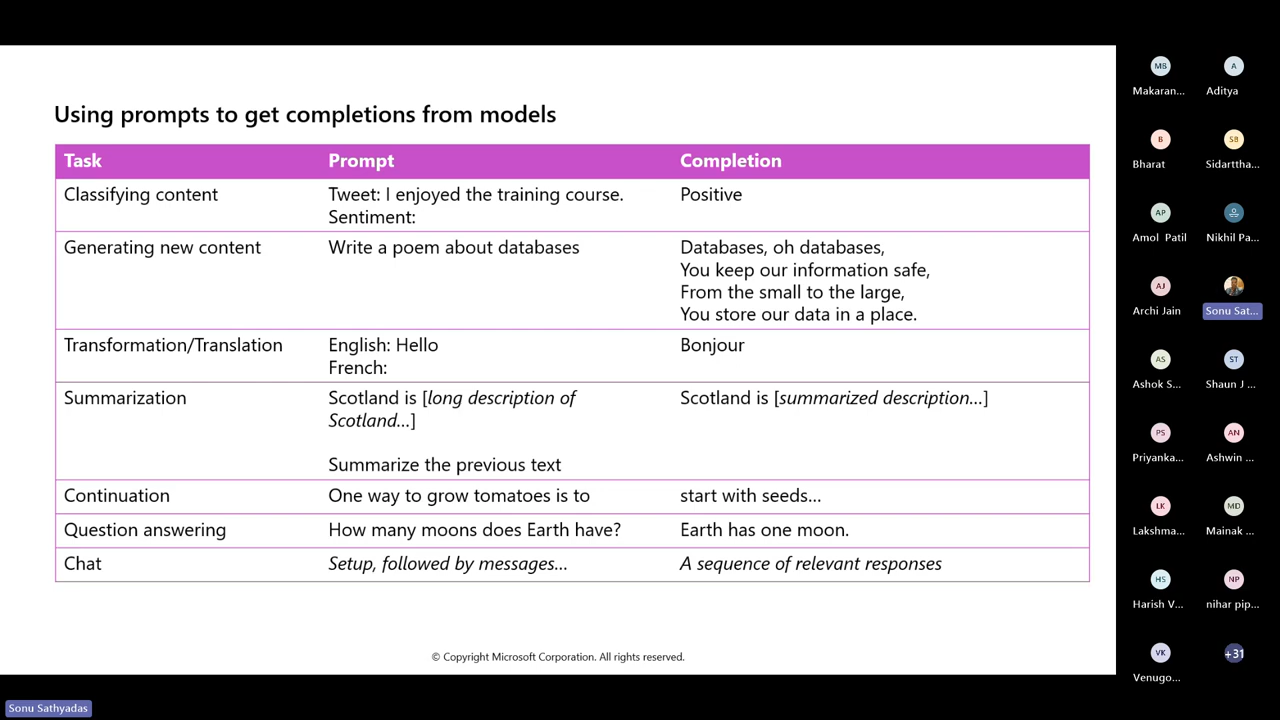 Using prompts to get completions from models
Task Prompt Completion
Classifying content Tweet: I enjoyed the training course. Positive
Sentiment:
Generating new content Write a poem about databases Databases, oh databases,
You keep our information safe,
From the small to the large,
You store our data in a place.
Transformation/Translation English: Hello Bonjour
French:
Summarization Scotland is [long description of Scotland is [summarized description...]
Scotland...]
Summarize the previous text
Continuation One way to grow tomatoes is to start with seeds...
Question answering How many moons does Earth have? Earth has one moon.
Chat Setup, followed by messages... A sequence of relevant responses
© Copyright Microsoft Corporation. All rights reserved.
Sonu Sathyadas
MB A
Makaran... Aditya
B SB
Bharat Sidarttha...
AP
Amol Patil Nikhil Pa...
AJ
Archi Jain Sonu Sat...
AS ST
Ashok S... Shaun J ...
PS AN
Priyanka... Ashwin ...
LK MD
Lakshma... Mainak ...
HS NP
Harish V... nihar pip...
VK +31
Venugo...